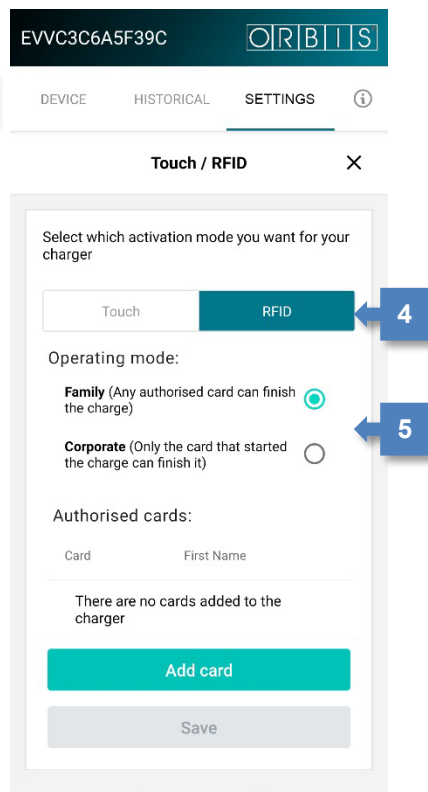 EVVC3C6A5F39C ORBIS
DEVICE HISTORICAL SETTINGS i
Touch / RFID
Select which activation mode you want for your
charger
Touch RFID
4
Operating mode:
Family (Any authorised card can finish
the charge)
5
Corporate (Only the card that started
the charge can finish it)
Authorised cards:
Card First Name
There are no cards added to the
charger
Add card
Save